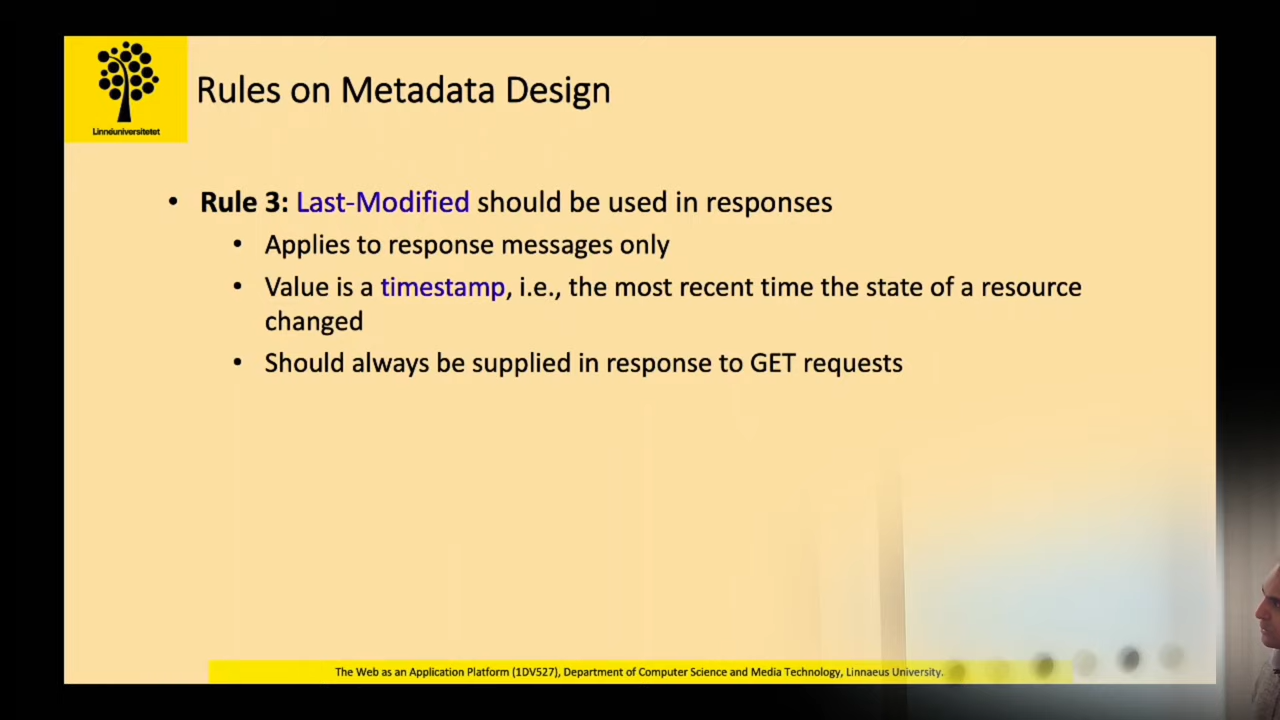 Linnéuniversitetet
Rules on Metadata Design
• Rule 3: Last-Modified should be used in responses
• Applies to response messages only
• Value is a timestamp, i.e., the most recent time the state of a resource
changed
• Should always be supplied in response to GET requests
The Web as an Application Platform (1DV527), Department of Computer Science and Media Technology, Linnaeus University.